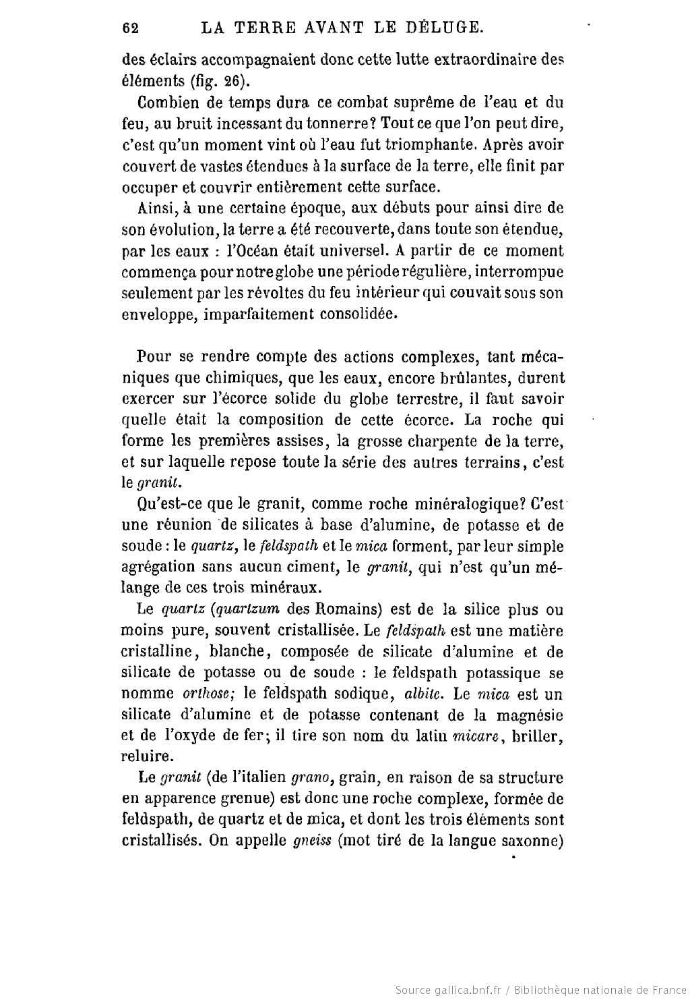 62 LA TERRE AVANT LE DÉLUGE.
des éclairs accompagnaient donc cette lutte extraordinaire des
éléments (fig. 26).
Combien de temps dura ce combat suprême de l'eau et du
feu, au bruit incessant du tonnerre? Tout ce que l'on peut dire,
c'est qu'un moment vint où l'eau fut triomphante. Après avoir
couvert de vastes étendues à la surface de la terre, elle finit par
occuper et couvrir entièrement cette surface.
Ainsi, à une certaine époque, aux débuts pour ainsi dire de
son évolution, la terre a été recouverte, dans toute son étendue,
par les eaux : l'Océan était universel. A partir de ce moment
commença pour notre globe une période régulière, interrompue
seulement par les révoltes du feu intérieur qui couvait sous son
enveloppe, imparfaitement consolidée.
Pour se rendre compte des actions complexes, tant méca-
niques que chimiques, que les eaux, encore brûlantes, durent
exercer sur l'écorce solide du globe terrestre, il faut savoir
quelle était la composition de cette écorce. La roche qui
forme les premières assises, la grosse charpente de la terre,
et sur laquelle repose toute la série des autres terrains, c'est
le granit.
Qu'est-ce que le granit, comme roche minéralogique? C'est
une réunion de silicates à base d'alumine, de potasse et de
soude : le quartz, le feldspath et le mica forment, par leur simple
agrégation sans aucun ciment, le granit, qui n'est qu'un mé-
lange de ces trois minéraux.
Le quartz (quartzum des Romains) est de la silice plus ou
moins pure, souvent cristallisée. Le feldspath est une matière
cristalline, blanche, composée de silicate d'alumine et de
silicate de potasse ou de soude : le feldspath potassique se
nomme orthose; le feldspath sodique, albite. Le mica est un
silicate d'alumine et de potasse contenant de la magnésie
et de l'oxyde de fer; il tire son nom du latin micare, briller,
reluire.
Le granit (de l'italien grano, grain, en raison de sa structure
en apparence grenue) est donc une roche complexe, formée de
feldspath, de quartz et de mica, et dont les trois éléments sont
cristallisés. On appelle gneiss (mot tiré de la langue saxonne)
Source gallica.bnf.fr / Bibliothèque nationale de France